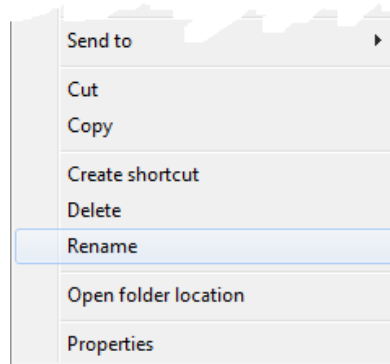 Send to
Cut
Copy
Create shortcut
Delete
Rename
Open folder location
Properties